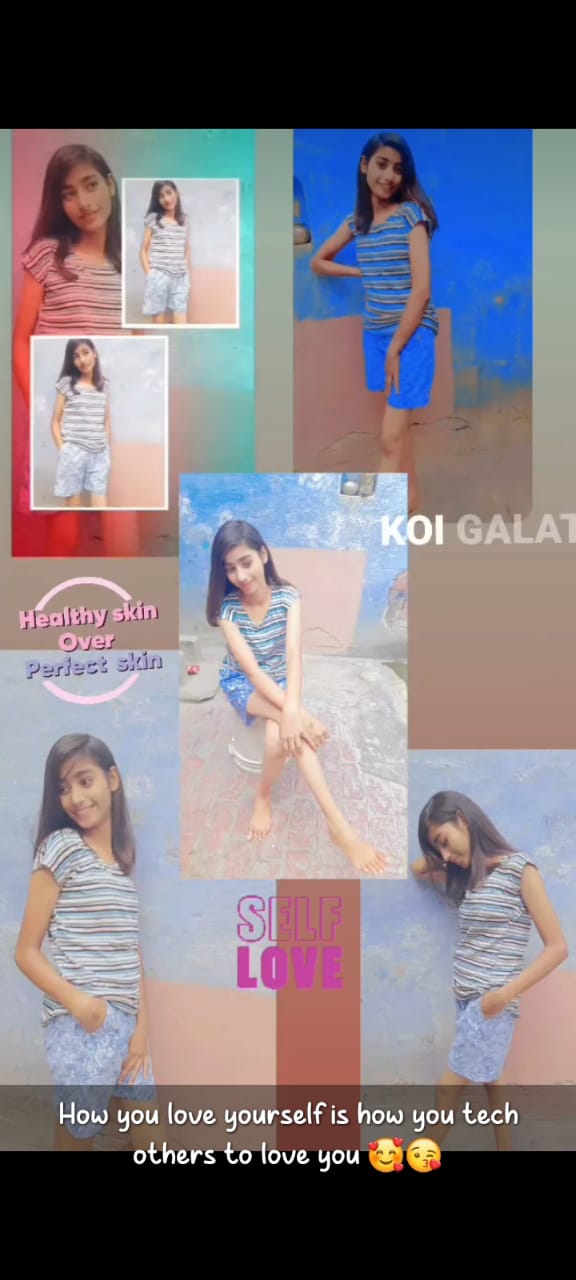 KOI GALAT
Healthy skin
Over
Perfect skin
SELF
LOVE
How you love yourself is how you tech
others to love you 🥰😘